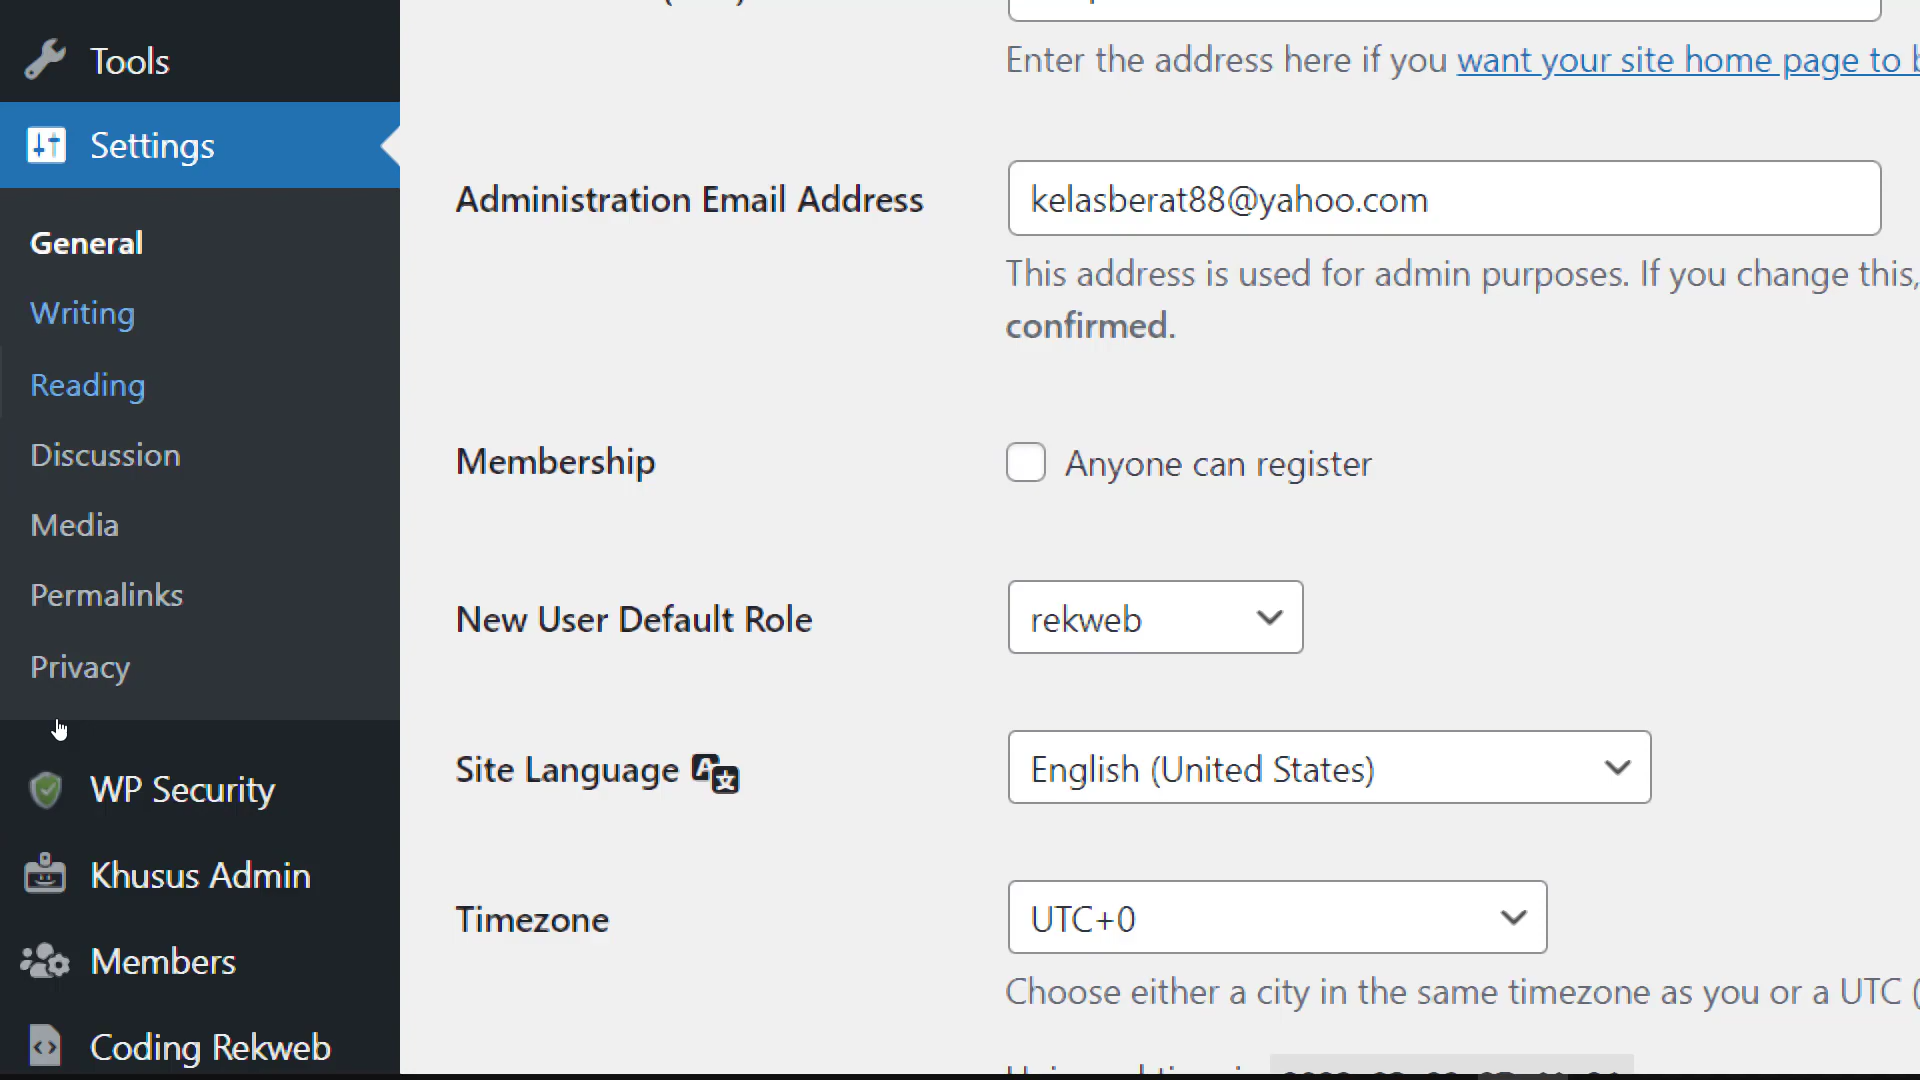 Tools
Settings
General
Writing
Reading
Discussion
Media
Permalinks
Privacy
WP Security
Khusus Admin
Members
Coding Rekweb
Enter the address here if you want your site home page to
Administration Email Address
kelasberat88@yahoo.com
This address is used for admin purposes. If you change this,
confirmed.
Membership
Anyone can register
New User Default Role
rekweb
Site Language
English (United States)
Timezone
UTC+0
Choose either a city in the same timezone as you or a UTC (